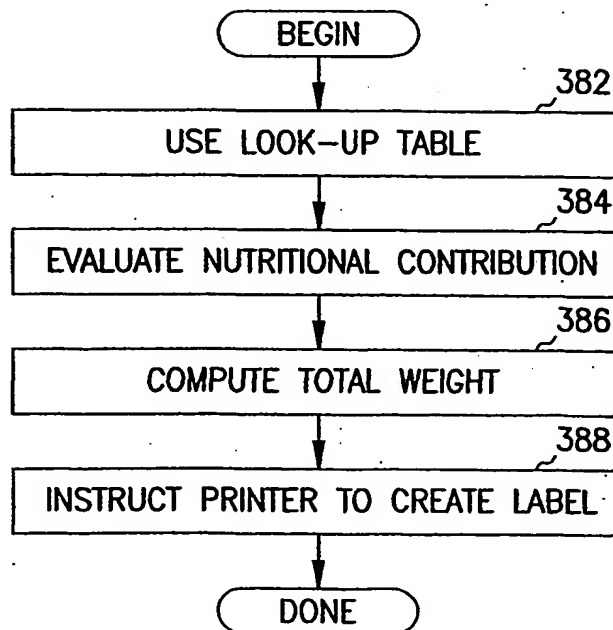 BEGIN
382
USE LOOK-UP TABLE
384
EVALUATE NUTRITIONAL CONTRIBUTION
386
COMPUTE TOTAL WEIGHT
388
INSTRUCT PRINTER TO CREATE LABEL
DONE